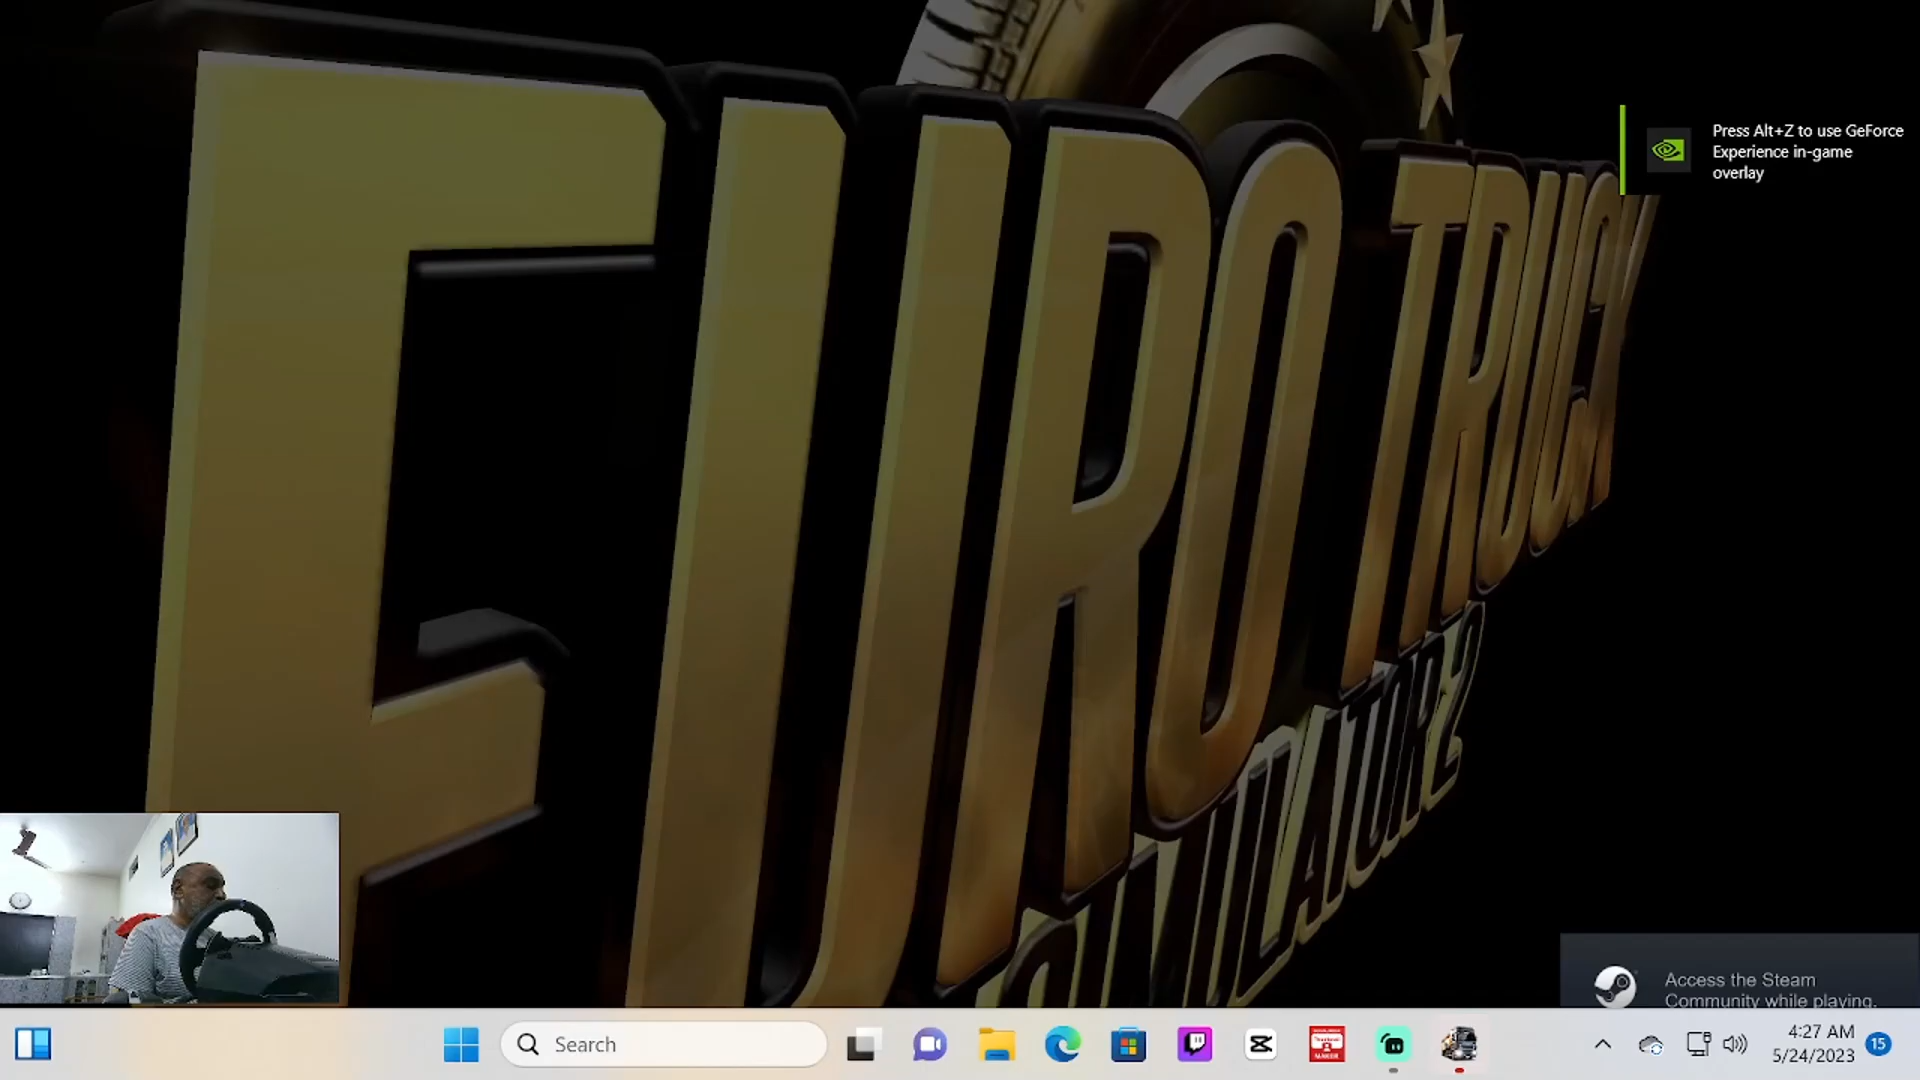 EURO TRUCK
SIMULATOR 2
Press Alt+Z to use GeForce
Experience in-game
overlay
Access the Steam
Community while playing.
Search
4:27 AM
5/24/2023
15